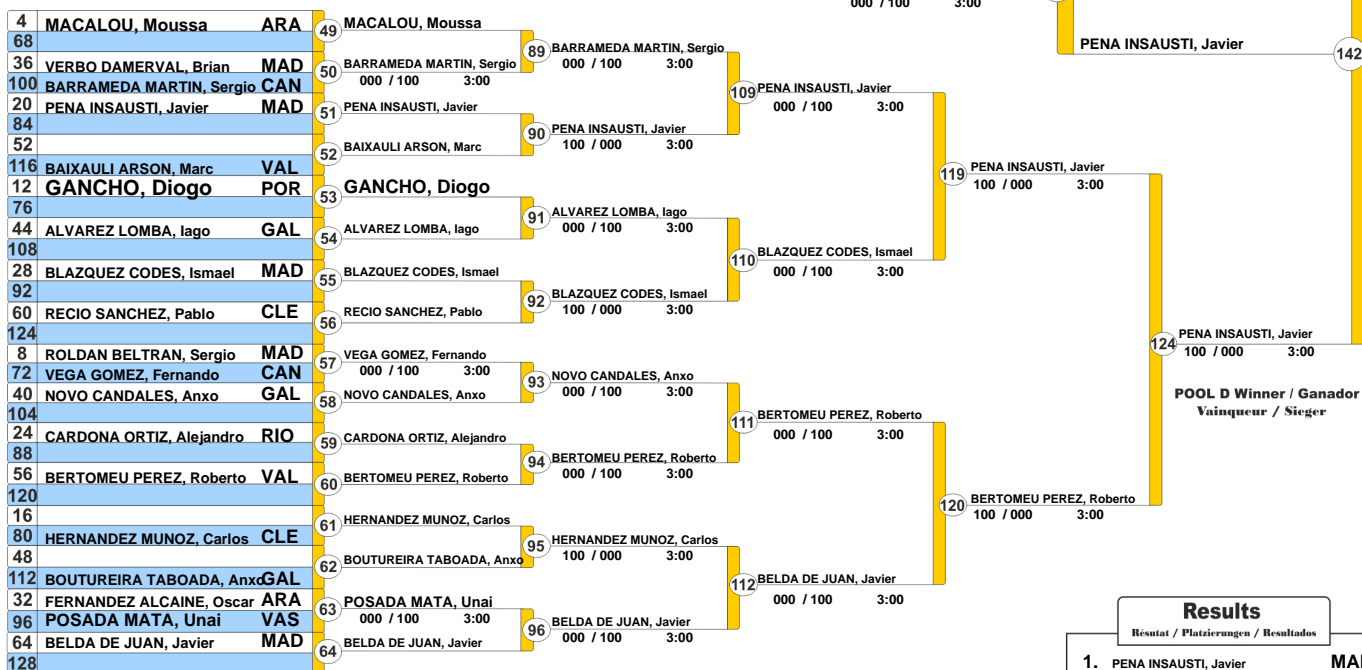 000 / 100 3:00
PENA INSAUSTI, Javier
142
4 MACALOU, Moussa ARA
68
36 VERBO DAMERVAL, Brian MAD
100 BARRAMEDA MARTIN, Sergio CAN
20 PENA INSAUSTI, Javier MAD
84
52
116 BAIXAULI ARSON, Marc VAL
12 GANCHO, Diogo POR
76
44 ALVAREZ LOMBA, Iago GAL
108
28 BLAZQUEZ CODES, Ismael MAD
92
60 RECIO SANCHEZ, Pablo CLE
124
8 ROLDAN BELTRAN, Sergio MAD
72 VEGA GOMEZ, Fernando CAN
40 NOVO CANDALES, Anxo GAL
104
24 CARDONA ORTIZ, Alejandro RIO
88
56 BERTOMEU PEREZ, Roberto VAL
120
16
80 HERNANDEZ MUNOZ, Carlos CLE
48
112 BOUTUREIRA TABOADA, Anxo GAL
32 FERNANDEZ ALCAINE, Oscar ARA
96 POSADA MATA, Unai VAS
64 BELDA DE JUAN, Javier MAD
128
49 MACALOU, Moussa
50 BARRAMEDA MARTIN, Sergio
000 / 100 3:00
51 PENA INSAUSTI, Javier
52 BAIXAULI ARSON, Marc
53 GANCHO, Diogo
54 ALVAREZ LOMBA, Iago
55 BLAZQUEZ CODES, Ismael
56 RECIO SANCHEZ, Pablo
57 VEGA GOMEZ, Fernando
000 / 100 3:00
58 NOVO CANDALES, Anxo
59 CARDONA ORTIZ, Alejandro
60 BERTOMEU PEREZ, Roberto
61 HERNANDEZ MUNOZ, Carlos
62 BOUTUREIRA TABOADA, Anxo
63 POSADA MATA, Unai
000 / 100 3:00
64 BELDA DE JUAN, Javier
89 BARRAMEDA MARTIN, Sergio
000 / 100 3:00
90 PENA INSAUSTI, Javier
100 / 000 3:00
91 ALVAREZ LOMBA, Iago
000 / 100 3:00
92 BLAZQUEZ CODES, Ismael
100 / 000 3:00
93 NOVO CANDALES, Anxo
000 / 100 3:00
94 BERTOMEU PEREZ, Roberto
000 / 100 3:00
95 HERNANDEZ MUNOZ, Carlos
100 / 000 3:00
96 BELDA DE JUAN, Javier
000 / 100 3:00
109 PENA INSAUSTI, Javier
000 / 100 3:00
110 BLAZQUEZ CODES, Ismael
000 / 100 3:00
111 BERTOMEU PEREZ, Roberto
000 / 100 3:00
112 BELDA DE JUAN, Javier
000 / 100 3:00
119 PENA INSAUSTI, Javier
100 / 000 3:00
120 BERTOMEU PEREZ, Roberto
100 / 000 3:00
124 PENA INSAUSTI, Javier
100 / 000 3:00
POOL D Winner / Ganador
Vainqueur / Sieger
Results
Résutat / Platzierungen / Resultados
1. PENA INSAUSTI, Javier MAD